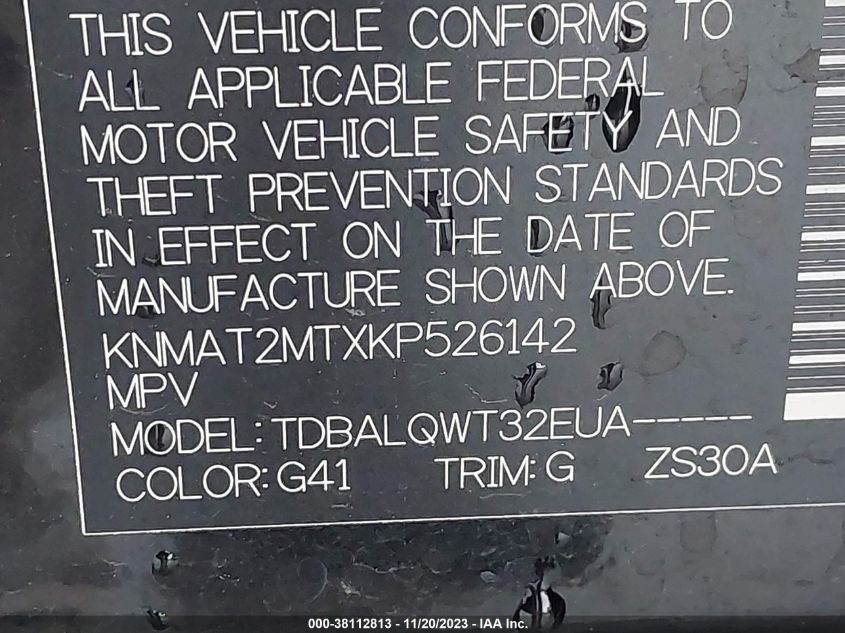 THIS VEHICLE CONFORMS TO
ALL APPLICABLE FEDERAL
MOTOR VEHICLE SAFETY AND
THEFT PREVENTION STANDARDS
IN EFFECT ON THE DATE OF
MANUFACTURE SHOWN ABOVE.
KNMAT2MTXKP526142
MPV
MODEL: TDBALQWT32EUA-----
COLOR: G41 TRIM: G ZS30A
000-38112813 - 11/20/2023 - IAA Inc.